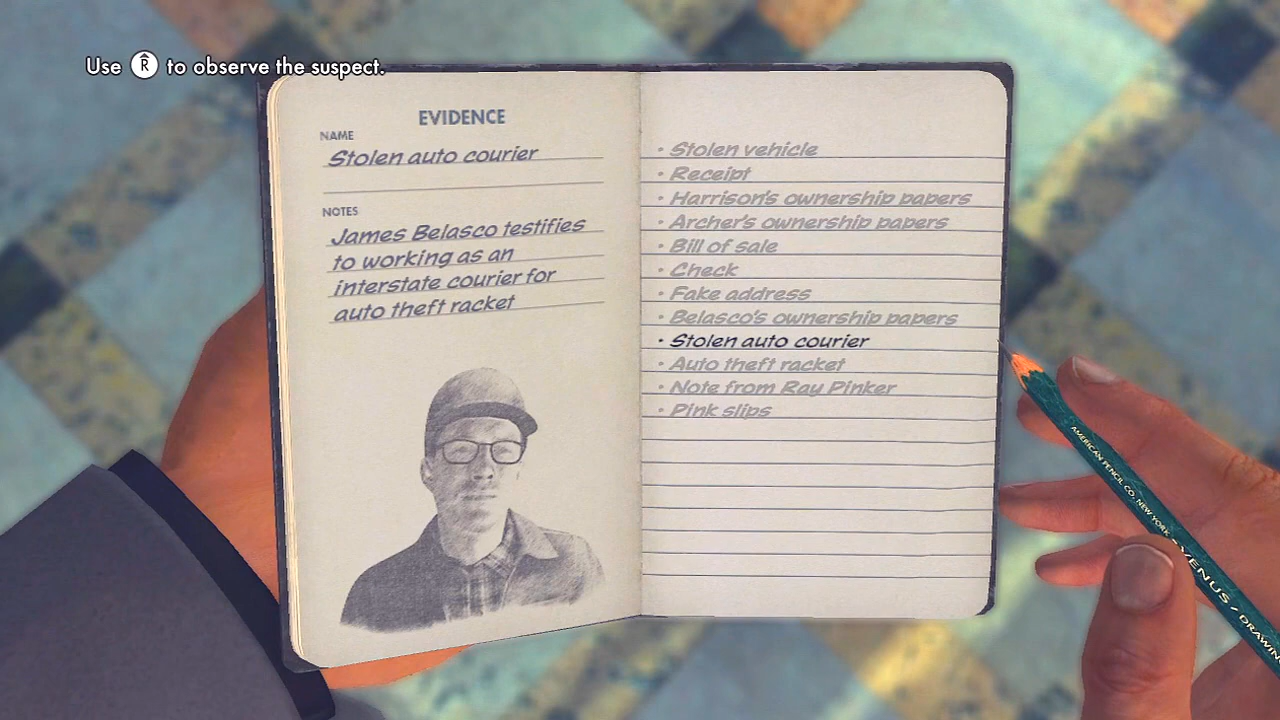 Use R to observe the suspect.
EVIDENCE
NAME
Stolen auto courier
NOTES
James Belasco testifies
to working as an
interstate courier for
auto theft racket
• Stolen vehicle
• Receipt
• Harrison's ownership papers
• Archer's ownership papers
• Bill of sale
• Check
• Fake address
• Belasco's ownership papers
• Stolen auto courier
• Auto theft racket
• Note from Ray Pinker
• Pink slips
AMERICAN PENCIL CO. NEW YORK VENUS / DRAWING